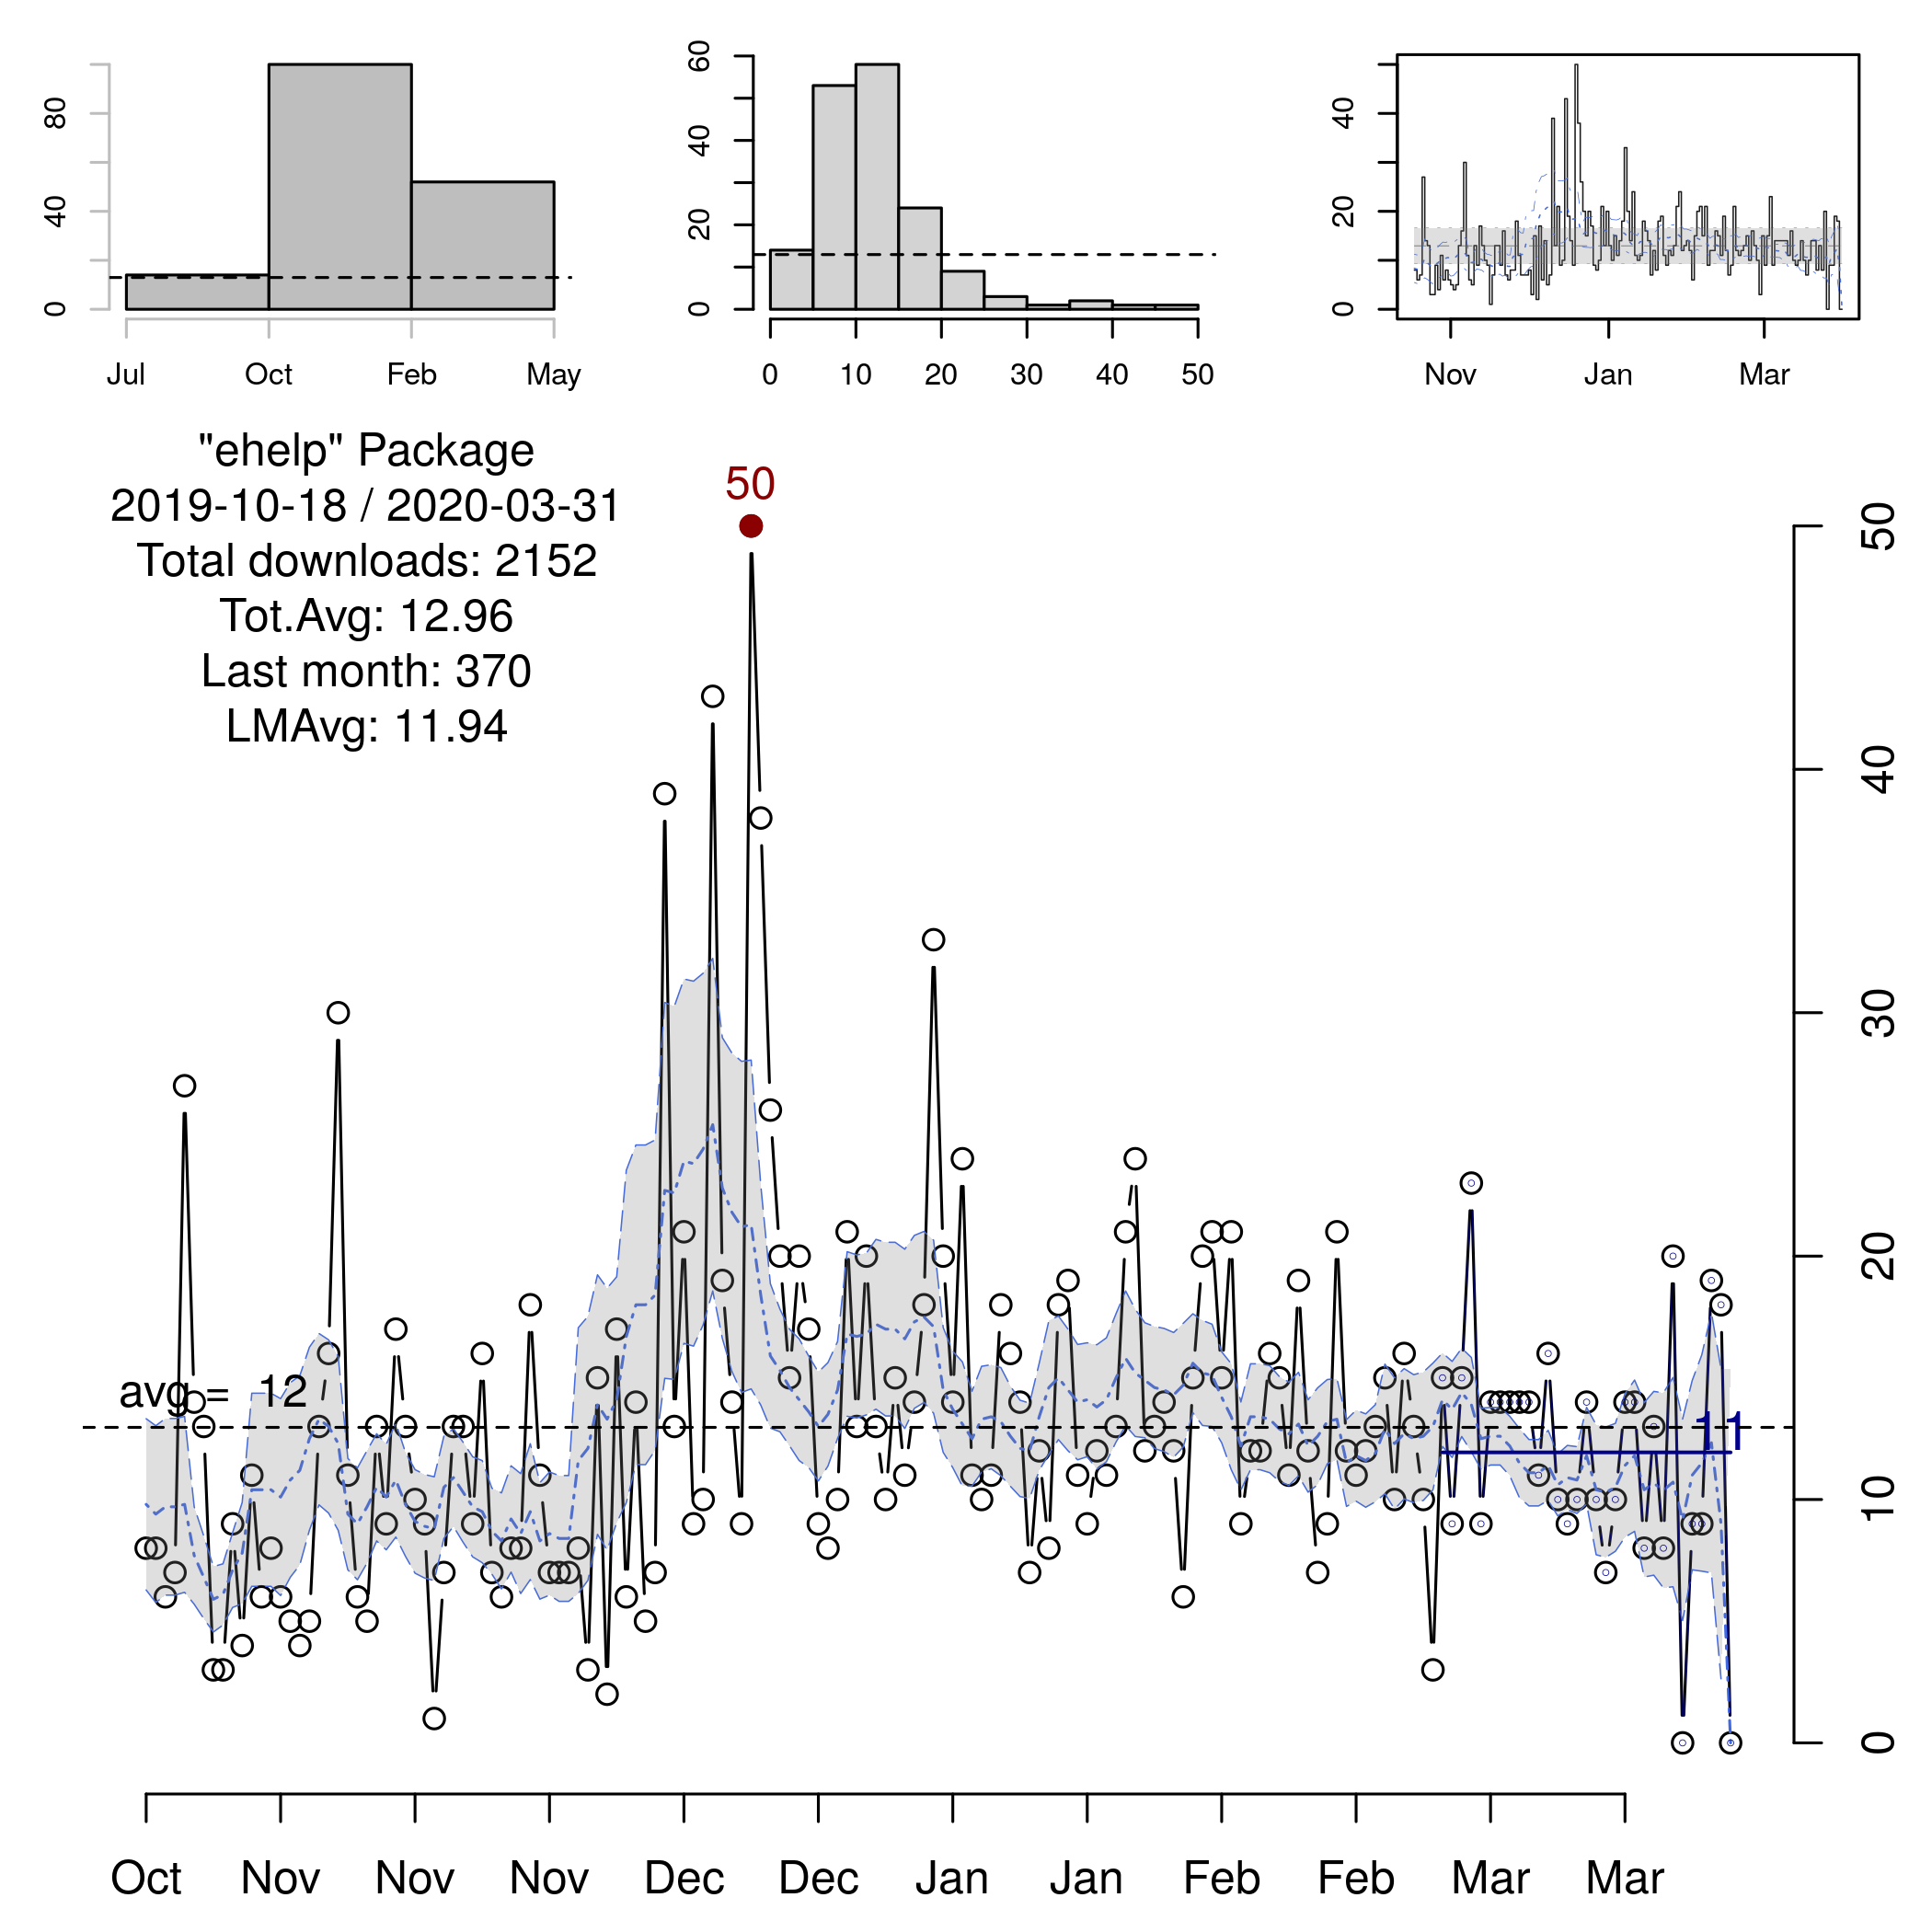 80
40
0
Jul Oct Feb May
60
40
20
0
0 10 20 30 40 50
40
20
0
Nov Jan Mar
"ehelp" Package
2019-10-18 / 2020-03-31
Total downloads: 2152
Tot.Avg: 12.96
Last month: 370
LMAvg: 11.94
50
avg = 12
11
50
40
30
20
10
0
Oct Nov Nov Nov Dec Dec Jan Jan Feb Feb Mar Mar